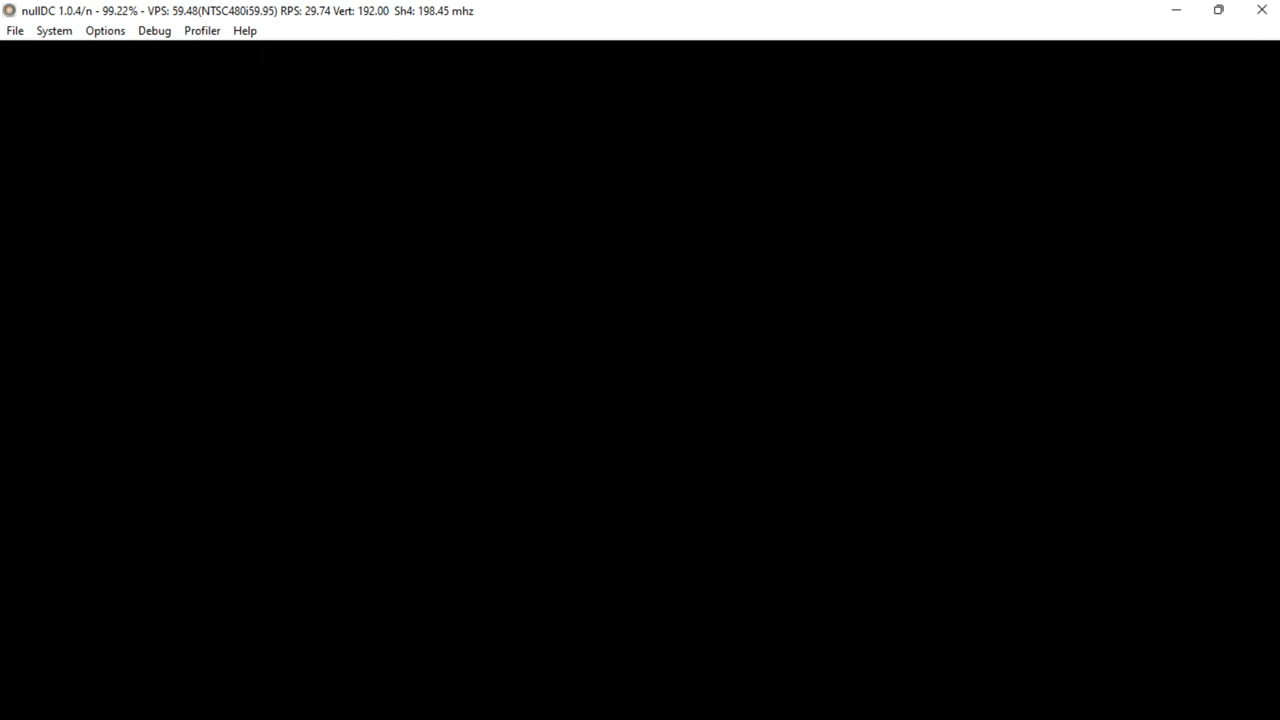 nullDC 1.0.4/n - 99.22% - VPS: 59.48(NTSC480i59.95) RPS: 29.74 Vert: 192.00 Sh4: 198.45 mhz
File System Options Debug Profiler Help